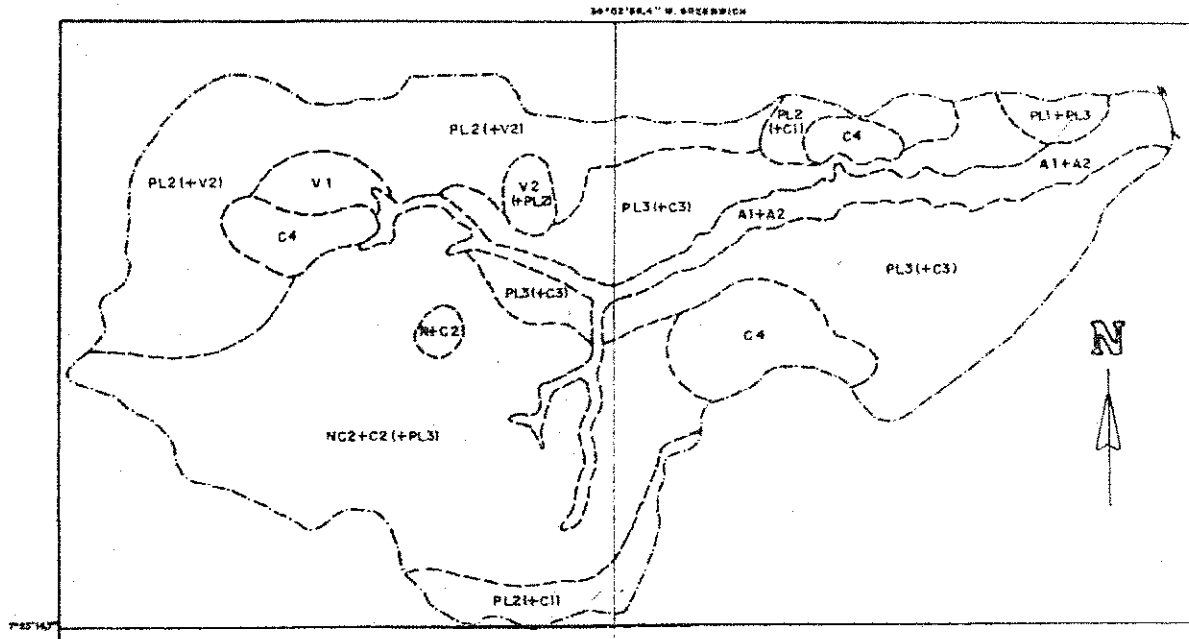 W. GREENWICH
PL2(+V2)
PL2
(+C1)
C4
PL1+PL3
PL2(+V2)
V1
V2
(+PL2)
A1+A2
PL3(+C3)
A1+A2
C4
PL3(+C3)
PL3(+C3)
C4
N
NC2+C2(+PL3)
PL2(+C1)